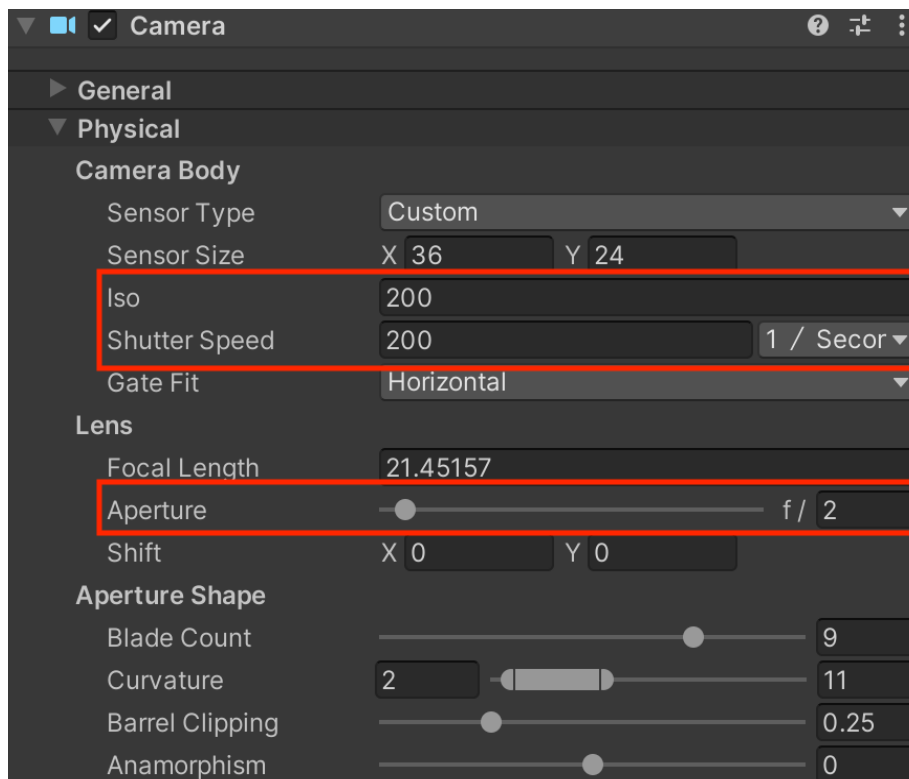 Camera
General
Physical
Camera Body
Sensor Type Custom
Sensor Size X 36 Y 24
Iso 200
Shutter Speed 200 1 / Secor
Gate Fit Horizontal
Lens
Focal Length 21.45157
Aperture f / 2
Shift X 0 Y 0
Aperture Shape
Blade Count 9
Curvature 2 11
Barrel Clipping 0.25
Anamorphism 0